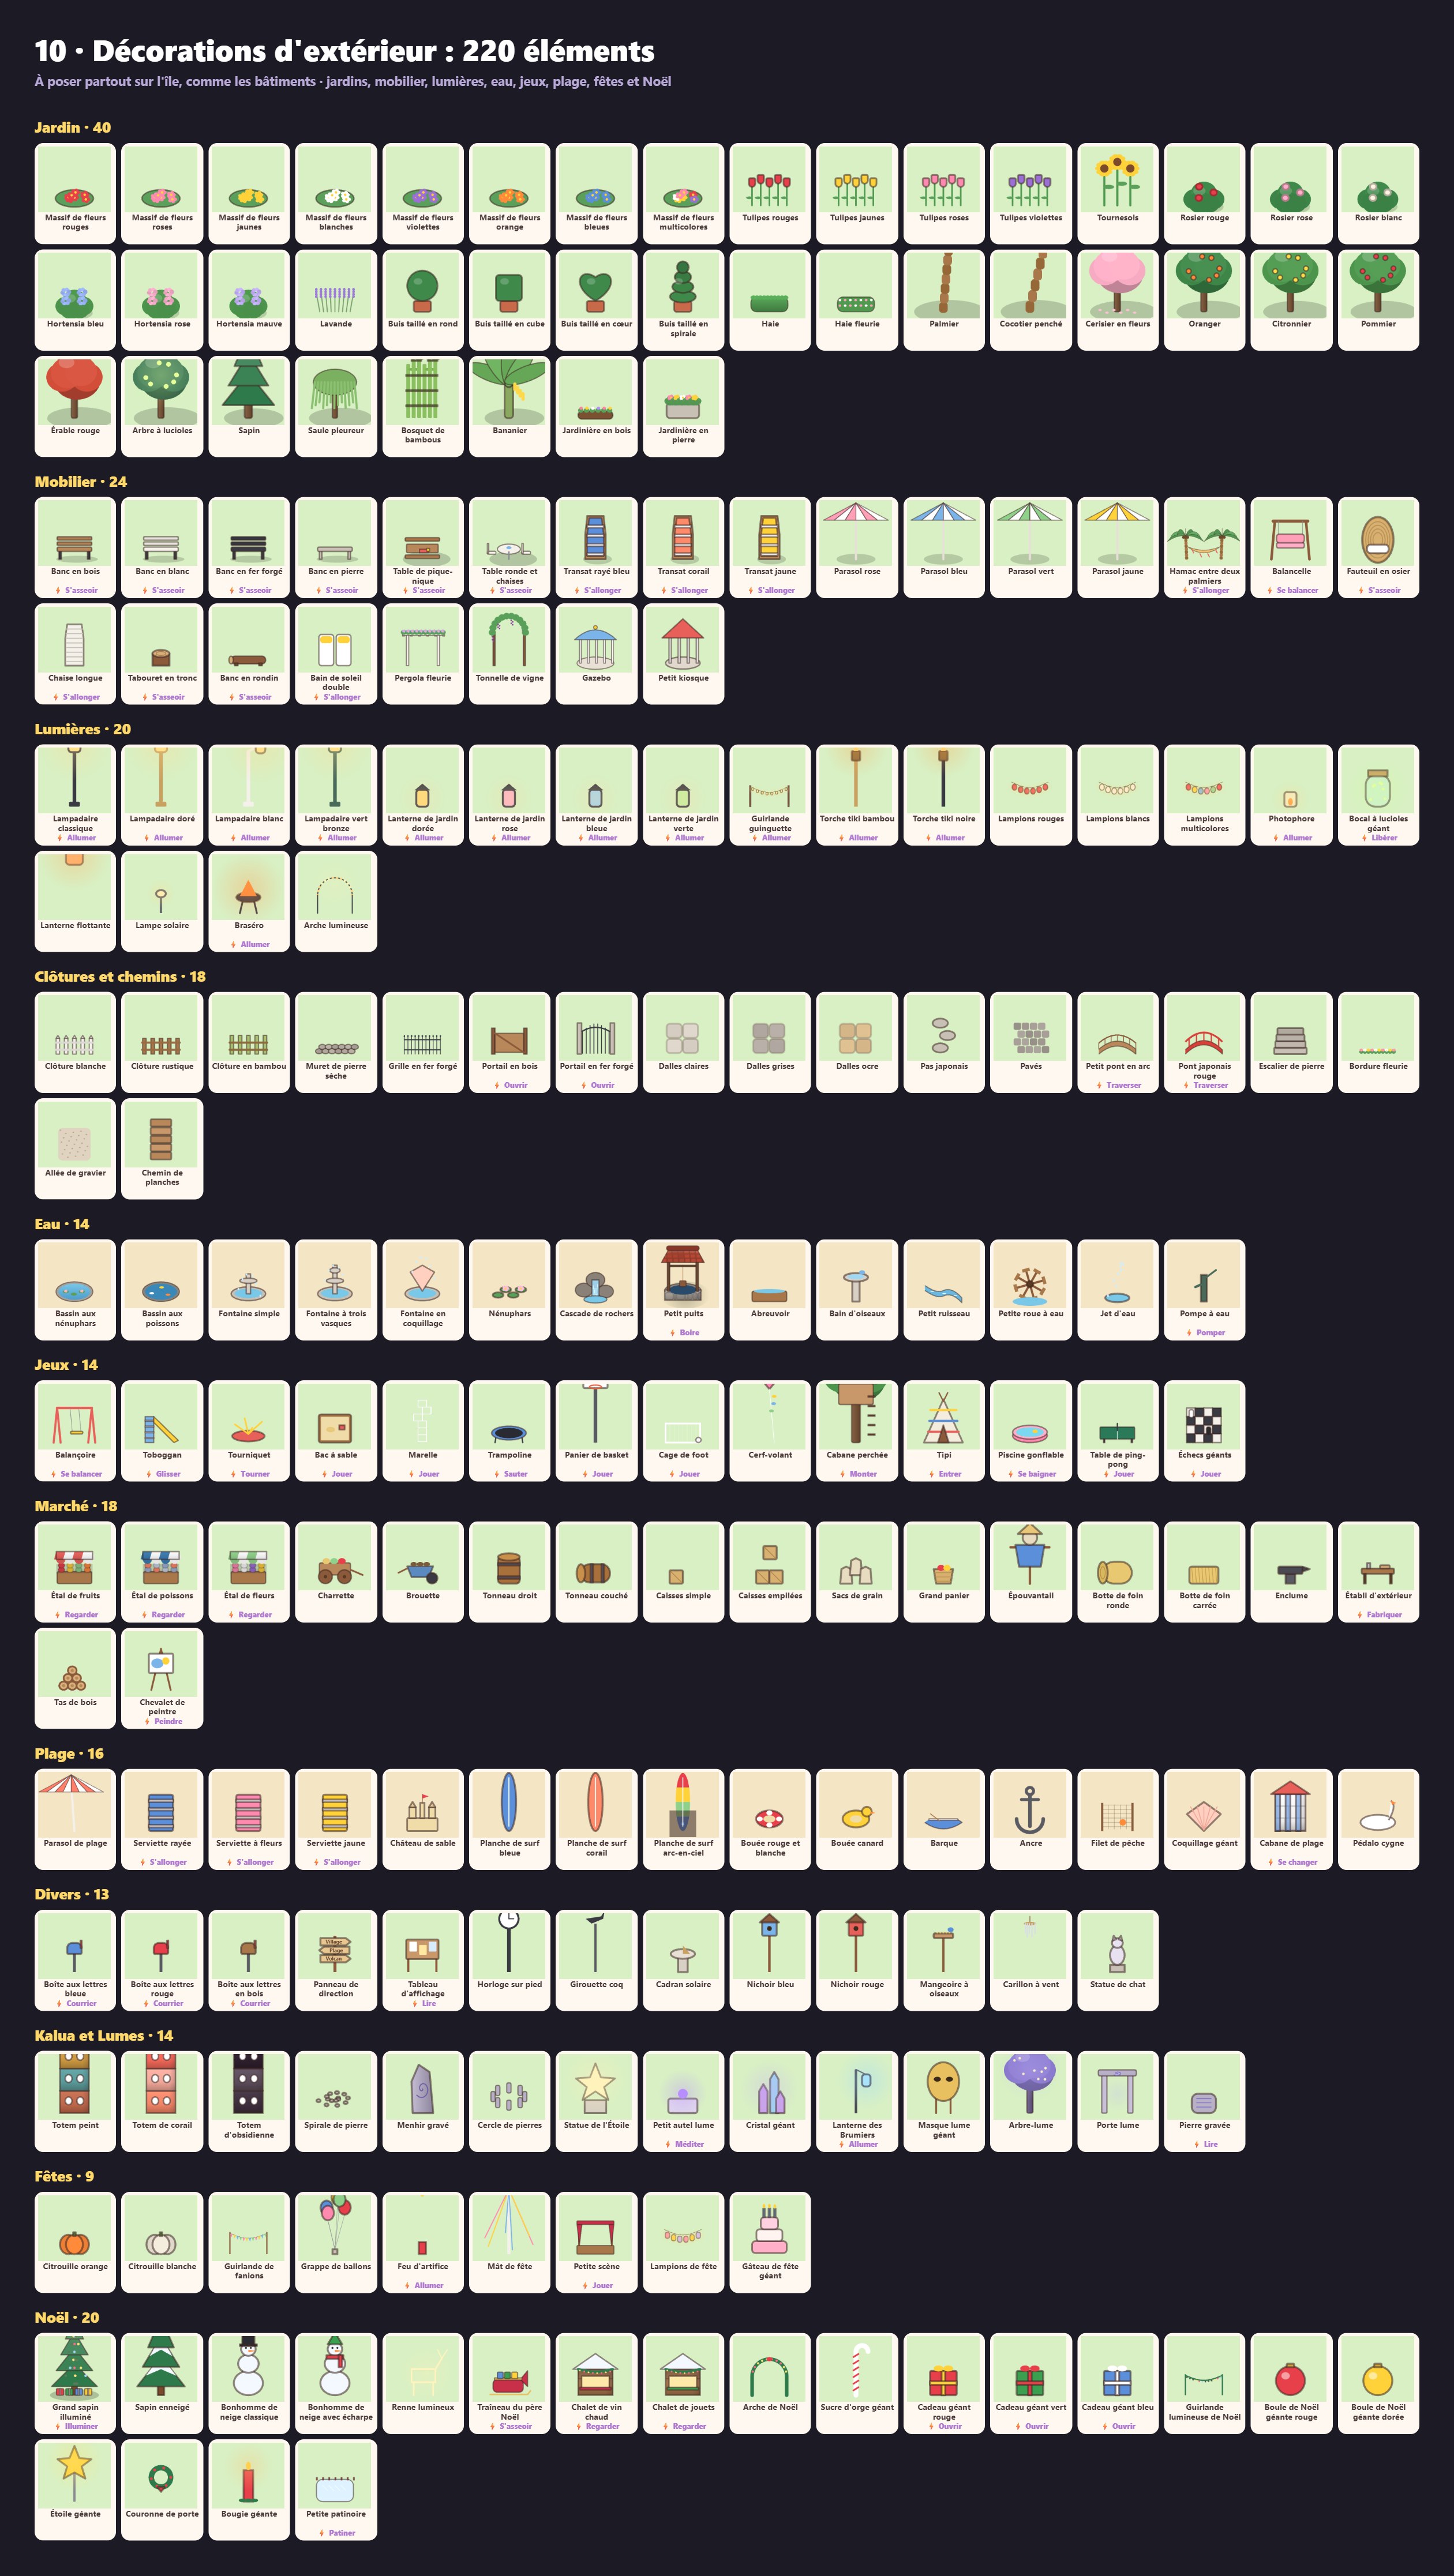 10 · Décorations d'extérieur : 220 éléments
À poser partout sur l'île, comme les bâtiments · jardins, mobilier, lumières, eau, jeux, plage, fêtes et Noël
Jardin · 40
Massif de fleurs rouges
Massif de fleurs roses
Massif de fleurs jaunes
Massif de fleurs blanches
Massif de fleurs violettes
Massif de fleurs orange
Massif de fleurs bleues
Massif de fleurs multicolores
Tulipes rouges
Tulipes jaunes
Tulipes roses
Tulipes violettes
Tournesols
Rosier rouge
Rosier rose
Rosier blanc
Hortensia bleu
Hortensia rose
Hortensia mauve
Lavande
Buis taillé en rond
Buis taillé en cube
Buis taillé en cœur
Buis taillé en spirale
Haie
Haie fleurie
Palmier
Cocotier penché
Cerisier en fleurs
Oranger
Citronnier
Pommier
Érable rouge
Arbre à lucioles
Sapin
Saule pleureur
Bosquet de bambous
Bananier
Jardinière en bois
Jardinière en pierre
Mobilier · 24
Banc en bois
S'asseoir
Banc en blanc
S'asseoir
Banc en fer forgé
S'asseoir
Banc en pierre
S'asseoir
Table de pique-nique
S'asseoir
Table ronde et chaises
S'asseoir
Transat rayé bleu
S'allonger
Transat corail
S'allonger
Transat jaune
S'allonger
Parasol rose
Parasol bleu
Parasol vert
Parasol jaune
Hamac entre deux palmiers
S'allonger
Balancelle
Se balancer
Fauteuil en osier
S'asseoir
Chaise longue
S'allonger
Tabouret en tronc
S'asseoir
Banc en rondin
S'asseoir
Bain de soleil double
S'allonger
Pergola fleurie
Tonnelle de vigne
Gazebo
Petit kiosque
Lumières · 20
Lampadaire classique
Allumer
Lampadaire doré
Allumer
Lampadaire blanc
Allumer
Lampadaire vert bronze
Allumer
Lanterne de jardin dorée
Allumer
Lanterne de jardin rose
Allumer
Lanterne de jardin bleue
Allumer
Lanterne de jardin verte
Allumer
Guirlande guinguette
Allumer
Torche tiki bambou
Allumer
Torche tiki noire
Allumer
Lampions rouges
Lampions blancs
Lampions multicolores
Photophore
Allumer
Bocal à lucioles géant
Libérer
Lanterne flottante
Lampe solaire
Braséro
Allumer
Arche lumineuse
Clôtures et chemins · 18
Clôture blanche
Clôture rustique
Clôture en bambou
Muret de pierre sèche
Grille en fer forgé
Portail en bois
Ouvrir
Portail en fer forgé
Ouvrir
Dalles claires
Dalles grises
Dalles ocre
Pas japonais
Pavés
Petit pont en arc
Traverser
Pont japonais rouge
Traverser
Escalier de pierre
Bordure fleurie
Allée de gravier
Chemin de planches
Eau · 14
Bassin aux nénuphars
Bassin aux poissons
Fontaine simple
Fontaine à trois vasques
Fontaine en coquillage
Nénuphars
Cascade de rochers
Petit puits
Boire
Abreuvoir
Bain d'oiseaux
Petit ruisseau
Petite roue à eau
Jet d'eau
Pompe à eau
Pomper
Jeux · 14
Balançoire
Se balancer
Toboggan
Glisser
Tourniquet
Tourner
Bac à sable
Jouer
Marelle
Jouer
Trampoline
Sauter
Panier de basket
Jouer
Cage de foot
Jouer
Cerf-volant
Cabane perchée
Monter
Tipi
Entrer
Piscine gonflable
Se baigner
Table de ping-pong
Jouer
Échecs géants
Jouer
Marché · 18
Étal de fruits
Regarder
Étal de poissons
Regarder
Étal de fleurs
Regarder
Charrette
Brouette
Tonneau droit
Tonneau couché
Caisses simple
Caisses empilées
Sacs de grain
Grand panier
Épouvantail
Botte de foin ronde
Botte de foin carrée
Enclume
Établi d'extérieur
Fabriquer
Tas de bois
Chevalet de peintre
Peindre
Plage · 16
Parasol de plage
Serviette rayée
S'allonger
Serviette à fleurs
S'allonger
Serviette jaune
S'allonger
Château de sable
Planche de surf bleue
Planche de surf corail
Planche de surf arc-en-ciel
Bouée rouge et blanche
Bouée canard
Barque
Ancre
Filet de pêche
Coquillage géant
Cabane de plage
Se changer
Pédalo cygne
Divers · 13
Boîte aux lettres bleue
Courrier
Boîte aux lettres rouge
Courrier
Boîte aux lettres en bois
Courrier
Village
Plage
Volcan
Panneau de direction
Tableau d'affichage
Lire
Horloge sur pied
Girouette coq
Cadran solaire
Nichoir bleu
Nichoir rouge
Mangeoire à oiseaux
Carillon à vent
Statue de chat
Kalua et Lumes · 14
Totem peint
Totem de corail
Totem d'obsidienne
Spirale de pierre
Menhir gravé
Cercle de pierres
Statue de l'Étoile
Petit autel lume
Méditer
Cristal géant
Lanterne des Brumiers
Allumer
Masque lume géant
Arbre-lume
Porte lume
Pierre gravée
Lire
Fêtes · 9
Citrouille orange
Citrouille blanche
Guirlande de fanions
Grappe de ballons
Feu d'artifice
Allumer
Mât de fête
Petite scène
Jouer
Lampions de fête
Gâteau de fête géant
Noël · 20
Grand sapin illuminé
Illuminer
Sapin enneigé
Bonhomme de neige classique
Bonhomme de neige avec écharpe
Renne lumineux
Traîneau du père Noël
S'asseoir
Chalet de vin chaud
Regarder
Chalet de jouets
Regarder
Arche de Noël
Sucre d'orge géant
Cadeau géant rouge
Ouvrir
Cadeau géant vert
Ouvrir
Cadeau géant bleu
Ouvrir
Guirlande lumineuse de Noël
Boule de Noël géante rouge
Boule de Noël géante dorée
Étoile géante
Couronne de porte
Bougie géante
Petite patinoire
Patiner